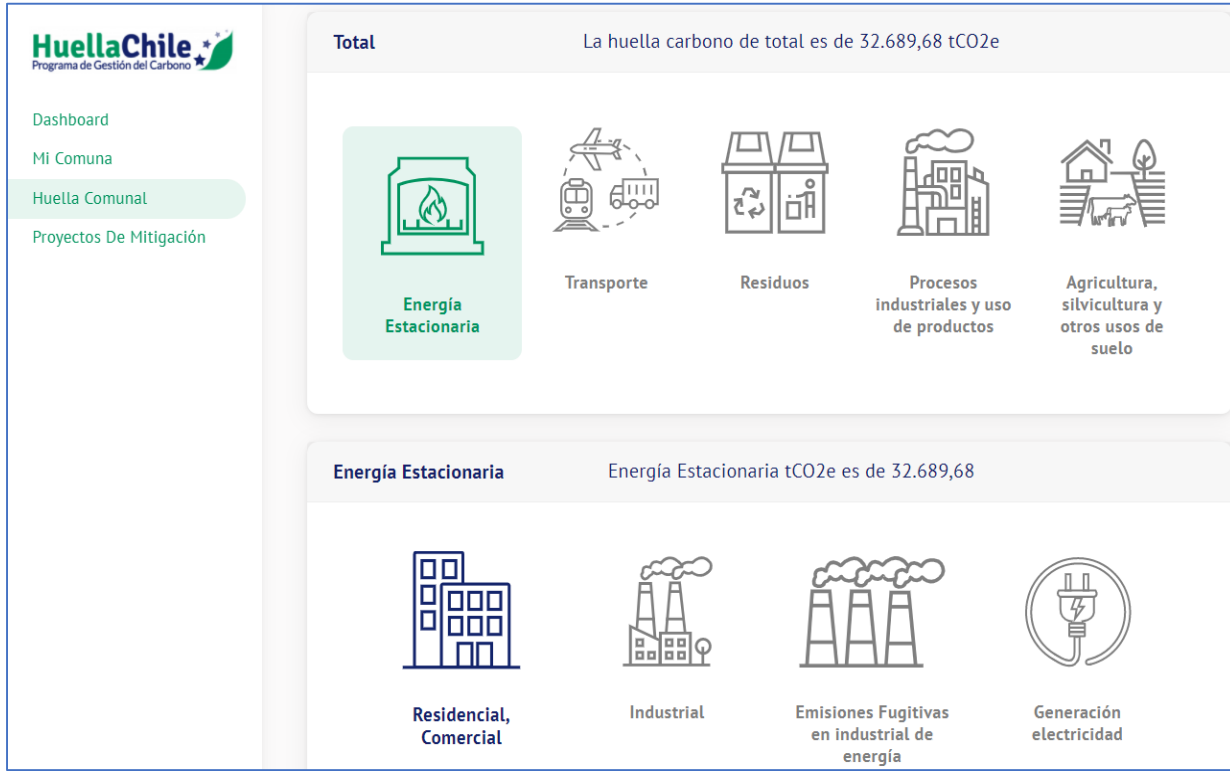 HuellaChile
Programa de Gestión del Carbono
Dashboard
Mi Comuna
Huella Comunal
Proyectos De Mitigación
Total
La huella carbono de total es de 32.689,68 tCO2e
Energía
Estacionaria
Transporte
Residuos
Procesos
industriales y uso
de productos
Agricultura,
silvicultura y
otros usos de
suelo
Energía Estacionaria
Energía Estacionaria tCO2e es de 32.689,68
Residencial,
Comercial
Industrial
Emisiones Fugitivas
en industrial de
energía
Generación
electricidad